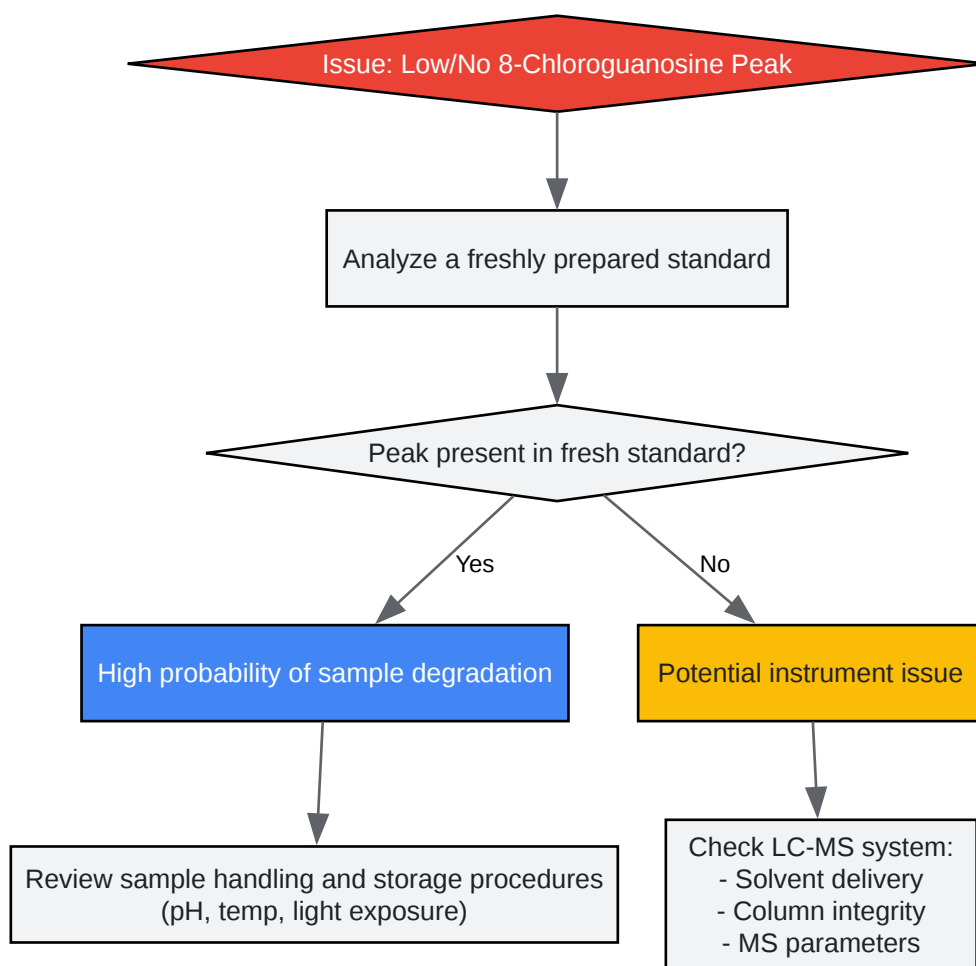 Issue: Low/No 8-Chloroguanosine Peak
Analyze a freshly prepared standard
Peak present in fresh standard?
Yes
No
High probability of sample degradation
Potential instrument issue
Review sample handling and storage procedures
(pH, temp, light exposure)
Check LC-MS system:
- Solvent delivery
- Column integrity
- MS parameters